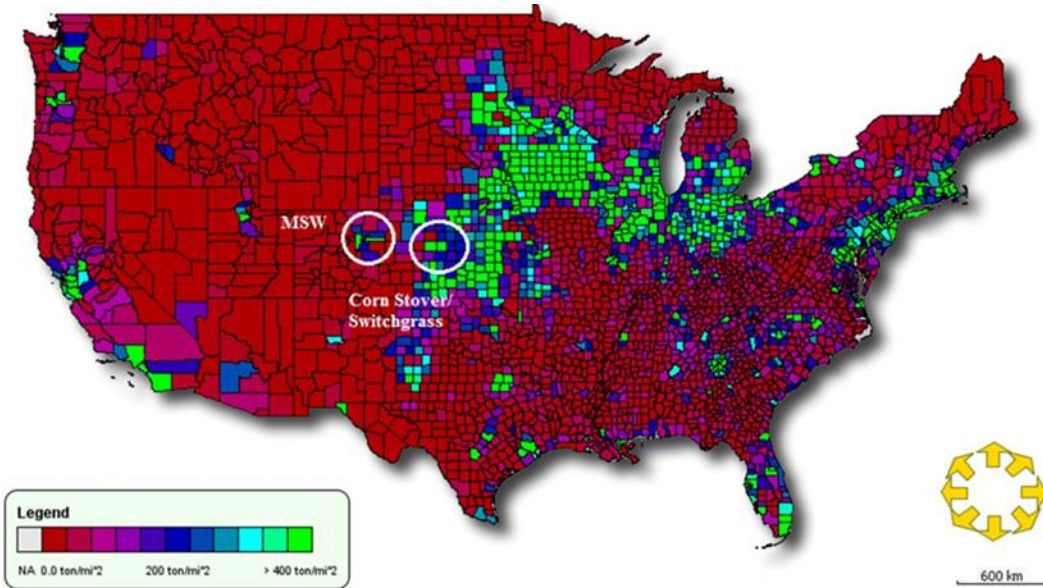 MSW
Corn Stover/
Switchgrass
Legend
NA 0.0 ton/mi^2 200 ton/mi^2 > 400 ton/mi^2
600 km